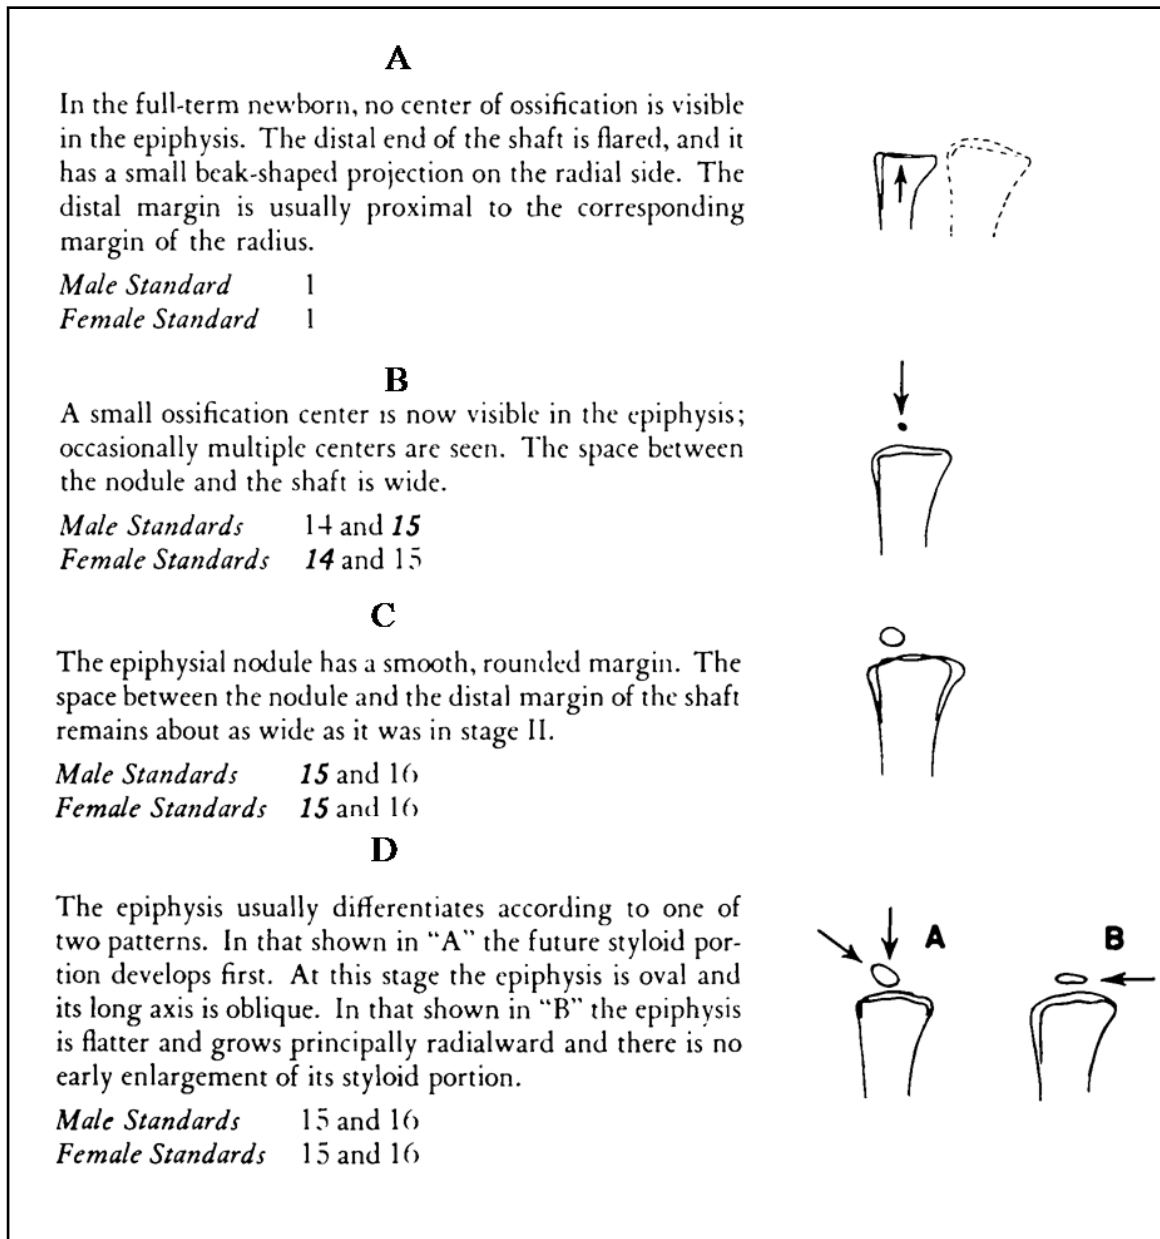 A
In the full-term newborn, no center of ossification is visible
in the epiphysis. The distal end of the shaft is flared, and it
has a small beak-shaped projection on the radial side. The
distal margin is usually proximal to the corresponding
margin of the radius.
Male Standard 1
Female Standard 1
B
A small ossification center is now visible in the epiphysis;
occasionally multiple centers are seen. The space between
the nodule and the shaft is wide.
Male Standards 14 and 15
Female Standards 14 and 15
C
The epiphysial nodule has a smooth, rounded margin. The
space between the nodule and the distal margin of the shaft
remains about as wide as it was in stage II.
Male Standards 15 and 16
Female Standards 15 and 16
D
The epiphysis usually differentiates according to one of
two patterns. In that shown in "A" the future styloid por-
tion develops first. At this stage the epiphysis is oval and
its long axis is oblique. In that shown in "B" the epiphysis
is flatter and grows principally radialward and there is no
early enlargement of its styloid portion.
Male Standards 15 and 16
Female Standards 15 and 16
A
B